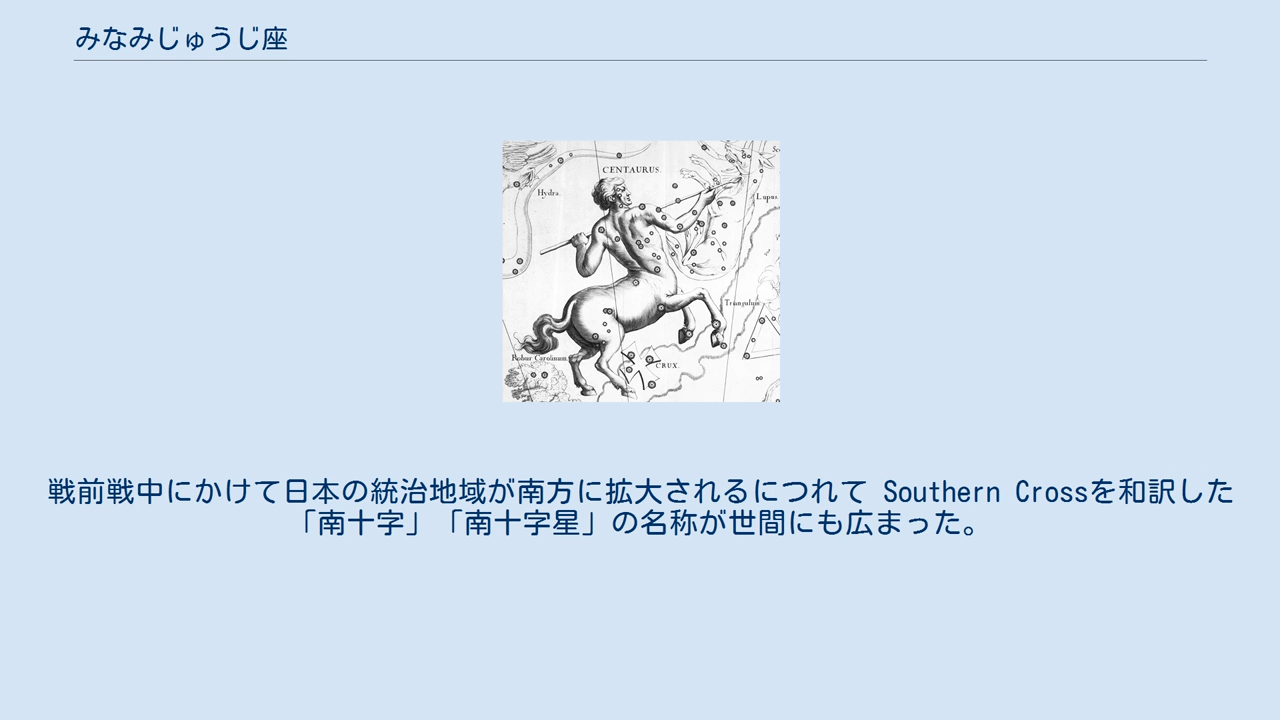 みなみじゅうじ座
CENTAURUS.
Hydra.
Lupus
Triangulum.
Robur Carolinum.
CRUX.
戦前戦中にかけて日本の統治地域が南方に拡大されるにつれて Southern Crossを和訳した
「南十字」「南十字星」の名称が世間にも広まった。